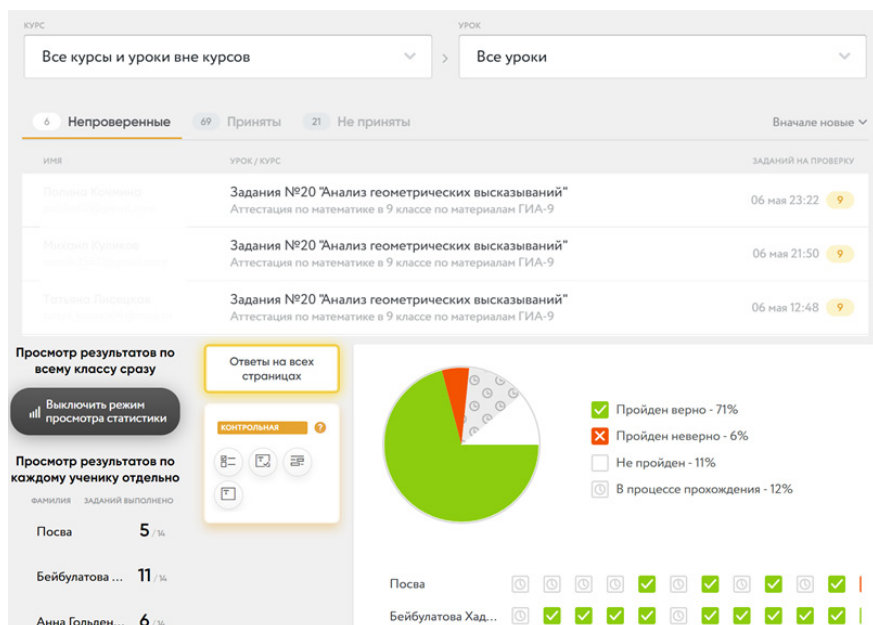 КУРС
УРОК
Все курсы и уроки вне курсов
Все уроки
6 Непроверенные 69 Приняты 21 Не приняты
Вначале новые
ИМЯ
УРОК / КУРС
ЗАДАНИЙ НА ПРОВЕРКУ
Задания №20 "Анализ геометрических высказываний"
Аттестация по математике в 9 классе по материалам ГИА-9
06 мая 23:22 9
Задания №20 "Анализ геометрических высказываний"
Аттестация по математике в 9 классе по материалам ГИА-9
06 мая 21:50 9
Задания №20 "Анализ геометрических высказываний"
Аттестация по математике в 9 классе по материалам ГИА-9
06 мая 12:48 9
Просмотр результатов по
всему классу сразу
Выключить режим
просмотра статистики
Просмотр результатов по
каждому ученику отдельно
ФАМИЛИЯ ЗАДАНИЙ ВЫПОЛНЕНО
Посва 5 /14
Бейбулатова ... 11 /14
Анна Гольден... 6 /14
Ответы на всех
страницах
КОНТРОЛЬНАЯ ?
Пройден верно - 71%
Пройден неверно - 6%
Не пройден - 11%
В процессе прохождения - 12%
Посва
Бейбулатова Хад...